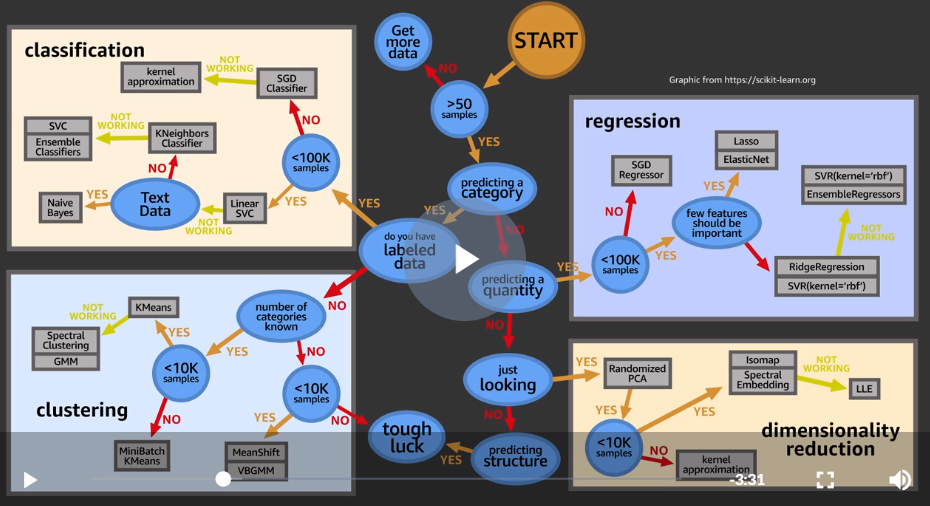 START
Get
more
data
NO
>50
samples
YES
Graphic from https://scikit-learn.org
classification
kernel
approximation
NOT
WORKING
SGD
Classifier
NO
SVC
Ensemble
Classifiers
NOT
WORKING
KNeighbors
Classifier
<100K
samples
NO
YES
Text
Data
YES
Naive
Bayes
NOT
WORKING
Linear
SVC
YES
predicting a
category
YES
NO
do you have
labeled
data
NO
predicting a
quantity
YES
NO
regression
SGD
Regressor
NO
<100K
samples
YES
Lasso
ElasticNet
YES
few features
should be
important
SVR(kernel='rbf')
EnsembleRegressors
NOT
WORKING
RidgeRegression
SVR(kernel='rbf')
clustering
number of
categories
known
NOT
WORKING
KMeans
Spectral
Clustering
GMM
YES
YES
NO
<10K
samples
<10K
samples
NO
YES
NO
MiniBatch
KMeans
MeanShift
VBGMM
just
looking
YES
NO
tough
luck
YES
predicting
structure
Randomized
PCA
YES
<10K
samples
YES
Isomap
Spectral
Embedding
NOT
WORKING
LLE
NO
kernel
approximation
dimensionality
reduction
-3:31